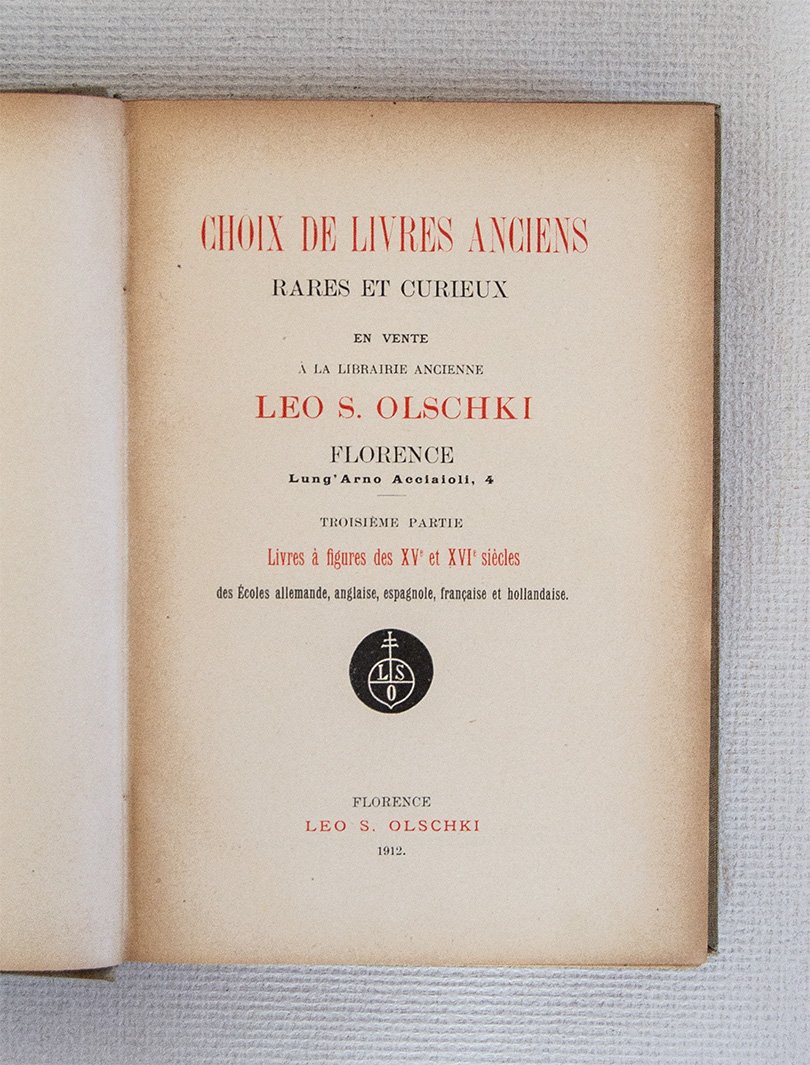 CHOIX DE LIVRES ANCIENS
RARES ET CURIEUX
EN VENTE
À LA LIBRAIRIE ANCIENNE
LEO S. OLSCHKI
FLORENCE
Lung'Arno Acciaioli, 4
TROISIÈME PARTIE
Livres à figures des XVe et XVIe siècles
des Écoles allemande, anglaise, espagnole, française et hollandaise.
L S
O
FLORENCE
LEO S. OLSCHKI
1912.